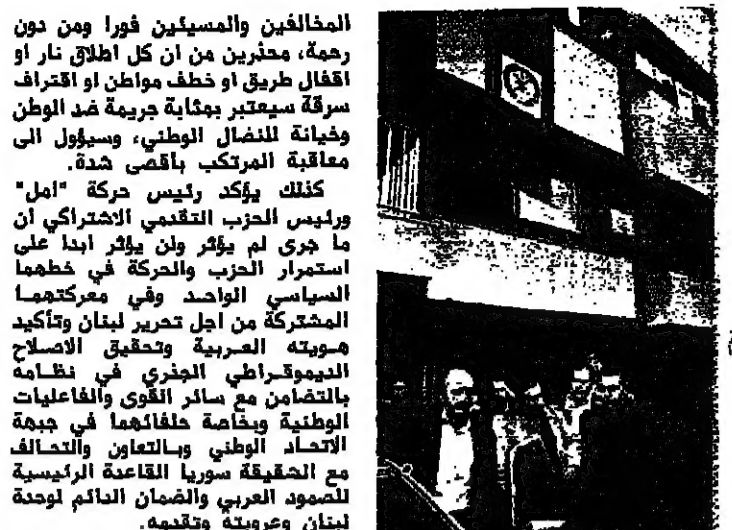 المخالفين والمسيئين فورا ومن دون
رحمة، محذرين من ان كل اطلاق نار او
اقفال طريق او خطف مواطن او اقتراف
سرقة سيعتبر بمثابة جريمة ضد الوطن
وخيانة للنضال الوطني، وسيؤول الى
معاقبة المرتكب بأقصى شدة.
كذلك يؤكد رئيس حركة "امل"
ورئيس الحزب التقدمي الاشتراكي ان
ما جرى لم يؤثر ولن يؤثر ابدا على
استمرار الحزب والحركة في خطهما
السياسي الواحد وفي معركتهما
المشتركة من اجل تحرير لبنان وتأكيد
هويته العربية وتحقيق الاصلاح
الديموقراطي الجذري في نظامه
بالتضامن مع سائر القوى والفاعليات
الوطنية وبخاصة حلفائهما في جبهة
الاتحاد الوطني وبالتعاون والتحالف
مع الشقيقة سوريا القاعدة الرئيسية
للصمود العربي والضمان الدائم لوحدة
لبنان وعروبته وتقدمه.